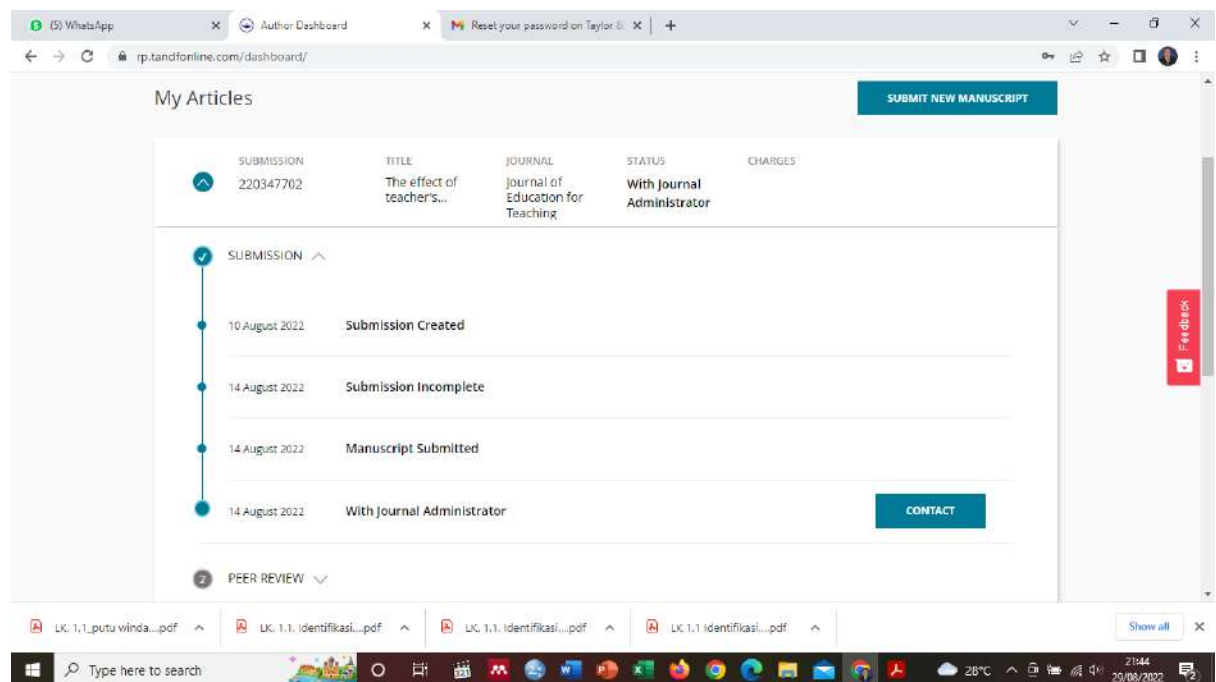 (5) WhatsApp
Author Dashboard
Reset your password on Taylor &
rp.tandfonline.com/dashboard/
My Articles
SUBMIT NEW MANUSCRIPT
SUBMISSION TITLE JOURNAL STATUS CHARGES
220347702
The effect of
teacher's...
Journal of
Education for
Teaching
With Journal
Administrator
SUBMISSION
10 August 2022 Submission Created
14 August 2022 Submission Incomplete
14 August 2022 Manuscript Submitted
14 August 2022 With Journal Administrator
CONTACT
2 PEER REVIEW
Feedback
LK. 1.1_putu winda....pdf
LK. 1.1. Identifikasi....pdf
LK. 1.1. Identifikasi....pdf
LK 1.1 Identifikasi....pdf
Show all
Type here to search
28°C
21:44
29/08/2022
2